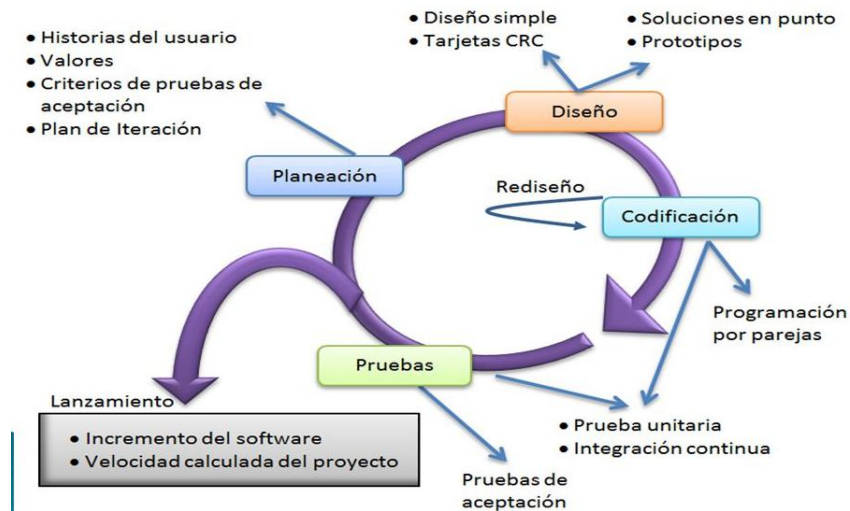 • Historias del usuario
• Valores
• Criterios de pruebas de
aceptación
• Plan de Iteración
• Diseño simple
• Tarjetas CRC
• Soluciones en punto
• Prototipos
Diseño
Planeación
Rediseño
Codificación
Programación
por parejas
Pruebas
Lanzamiento
• Incremento del software
• Velocidad calculada del proyecto
• Prueba unitaria
• Integración continua
Pruebas de
aceptación